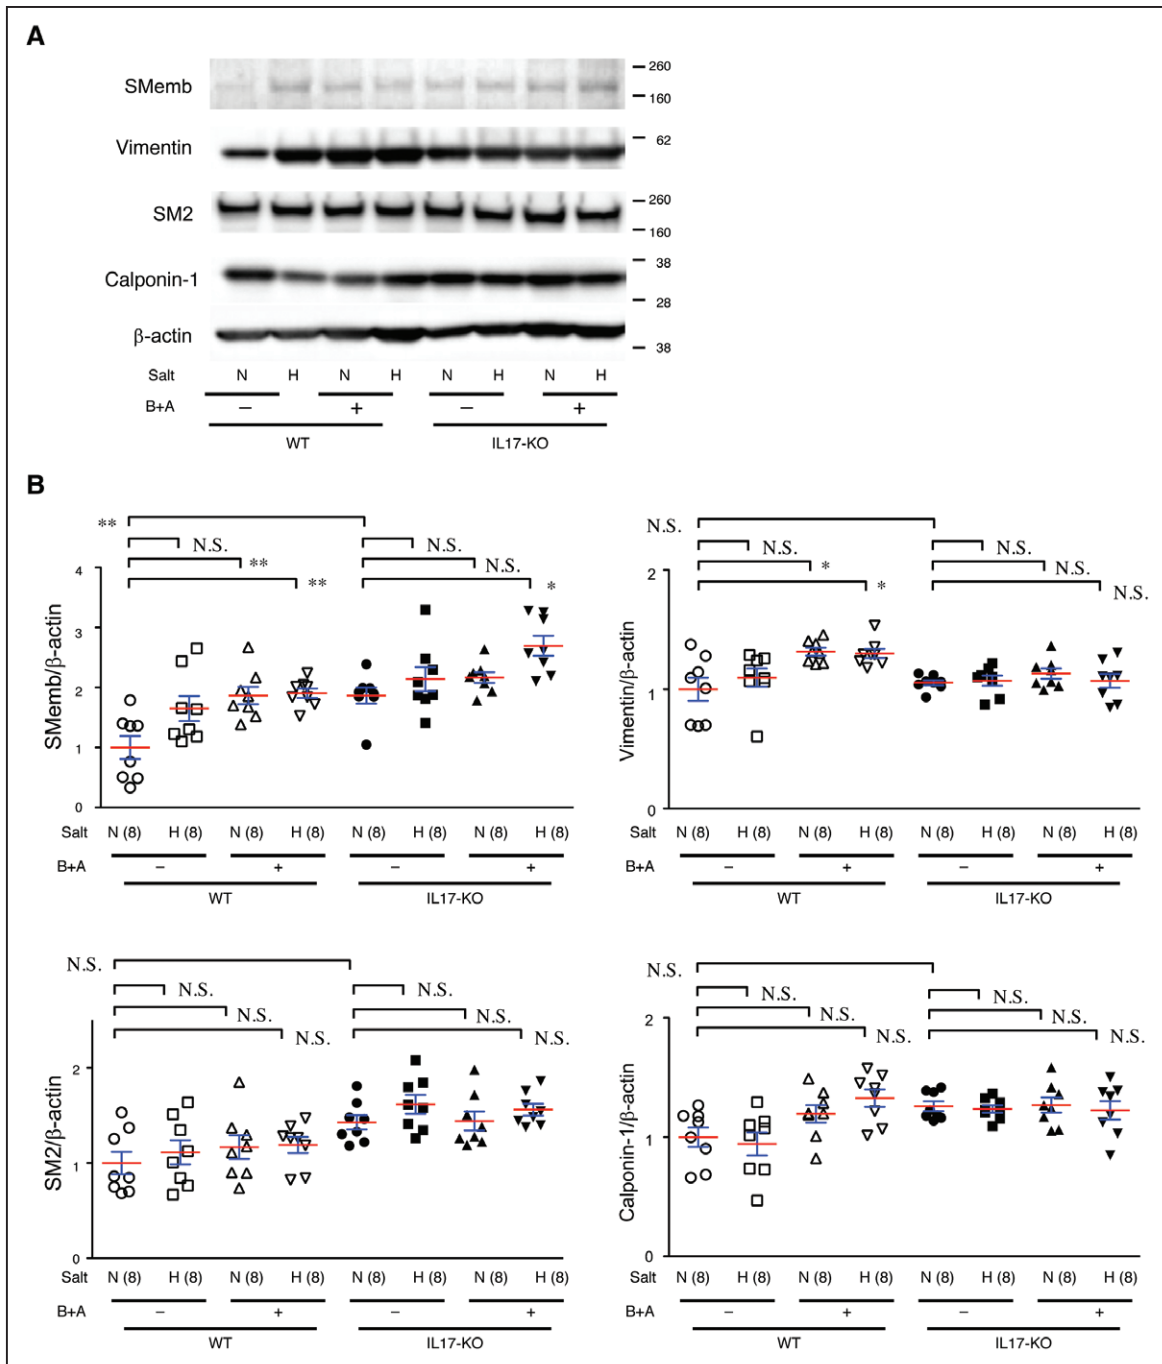 A
SMemb
260
160
Vimentin
62
SM2
260
160
Calponin-1
38
28
β-actin
38
Salt N H N H N H N H
B+A – + – +
WT IL17-KO
B
**
N.S.
**
**
N.S.
N.S.
*
SMemb/β-actin
4
3
2
1
0
Salt N (8) H (8) N (8) H (8) N (8) H (8) N (8) H (8)
B+A – + – +
WT IL17-KO
N.S.
N.S.
*
*
N.S.
N.S.
N.S.
Vimentin/β-actin
2
1
0
Salt N (8) H (8) N (8) H (8) N (8) H (8) N (8) H (8)
B+A – + – +
WT IL17-KO
N.S.
N.S.
N.S.
N.S.
N.S.
N.S.
N.S.
SM2/β-actin
2
1
0
Salt N (8) H (8) N (8) H (8) N (8) H (8) N (8) H (8)
B+A – + – +
WT IL17-KO
N.S.
N.S.
N.S.
N.S.
N.S.
N.S.
N.S.
Calponin-1/β-actin
2
1
0
Salt N (8) H (8) N (8) H (8) N (8) H (8) N (8) H (8)
B+A – + – +
WT IL17-KO